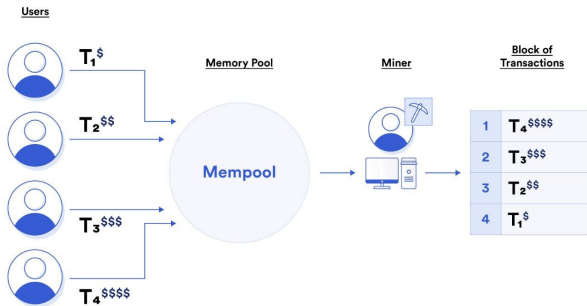 Users
Memory Pool
Miner
Block of
Transactions
T₁$
T₂$$
T₃$$$
T₄$$$$
Mempool
1 T₄$$$$
2 T₃$$$
3 T₂$$
4 T₁$